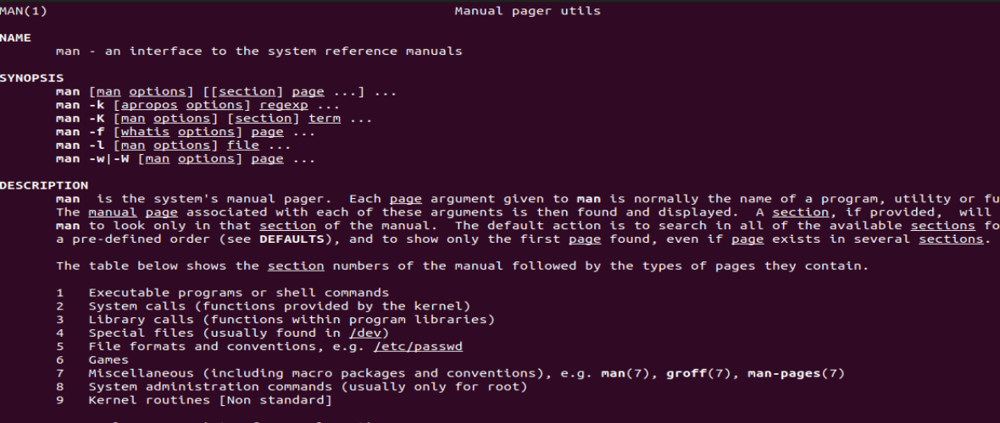 MAN(1) Manual pager utils
NAME
man - an interface to the system reference manuals
SYNOPSIS
man [man options] [[section] page ...] ...
man -k [apropos options] regexp ...
man -K [man options] [section] term ...
man -f [whatis options] page ...
man -l [man options] file ...
man -w|-W [man options] page ...
DESCRIPTION
man is the system's manual pager. Each page argument given to man is normally the name of a program, utility or fu
The manual page associated with each of these arguments is then found and displayed. A section, if provided, will
man to look only in that section of the manual. The default action is to search in all of the available sections fo
a pre-defined order (see DEFAULTS), and to show only the first page found, even if page exists in several sections.
The table below shows the section numbers of the manual followed by the types of pages they contain.
1 Executable programs or shell commands
2 System calls (functions provided by the kernel)
3 Library calls (functions within program libraries)
4 Special files (usually found in /dev)
5 File formats and conventions, e.g. /etc/passwd
6 Games
7 Miscellaneous (including macro packages and conventions), e.g. man(7), groff(7), man-pages(7)
8 System administration commands (usually only for root)
9 Kernel routines [Non standard]